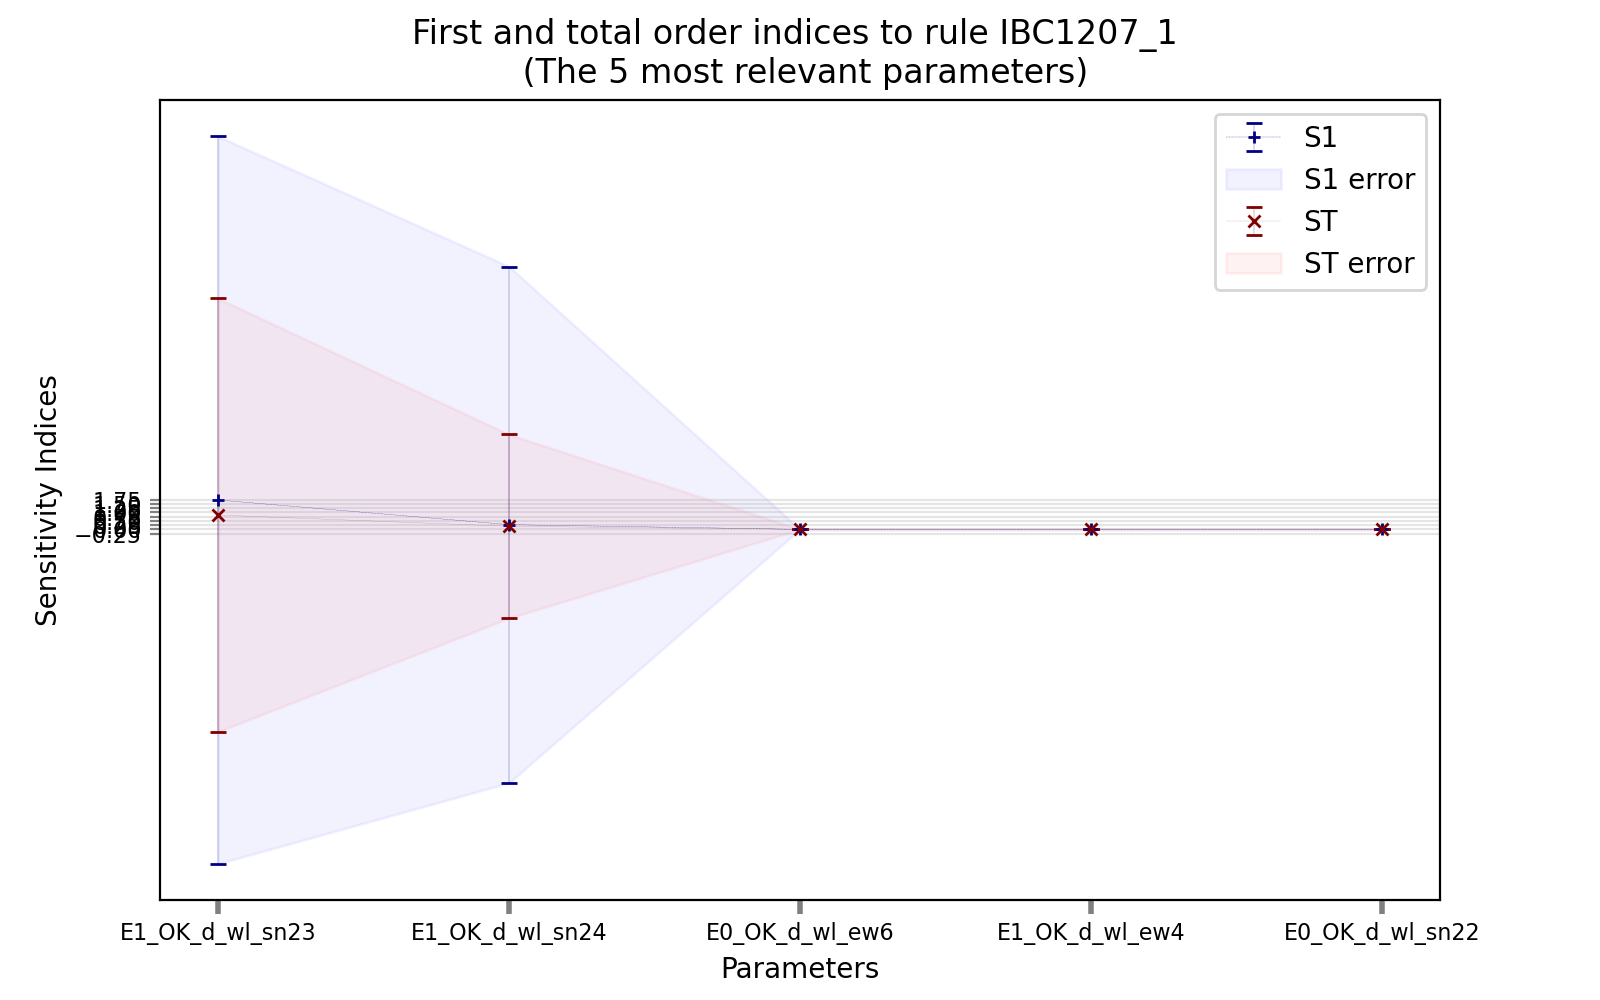 First and total order indices to rule IBC1207_1
(The 5 most relevant parameters)
S1
S1 error
ST
ST error
Sensitivity Indices
1.75
−0.25
E1_OK_d_wl_sn23
E1_OK_d_wl_sn24
E0_OK_d_wl_ew6
E1_OK_d_wl_ew4
E0_OK_d_wl_sn22
Parameters